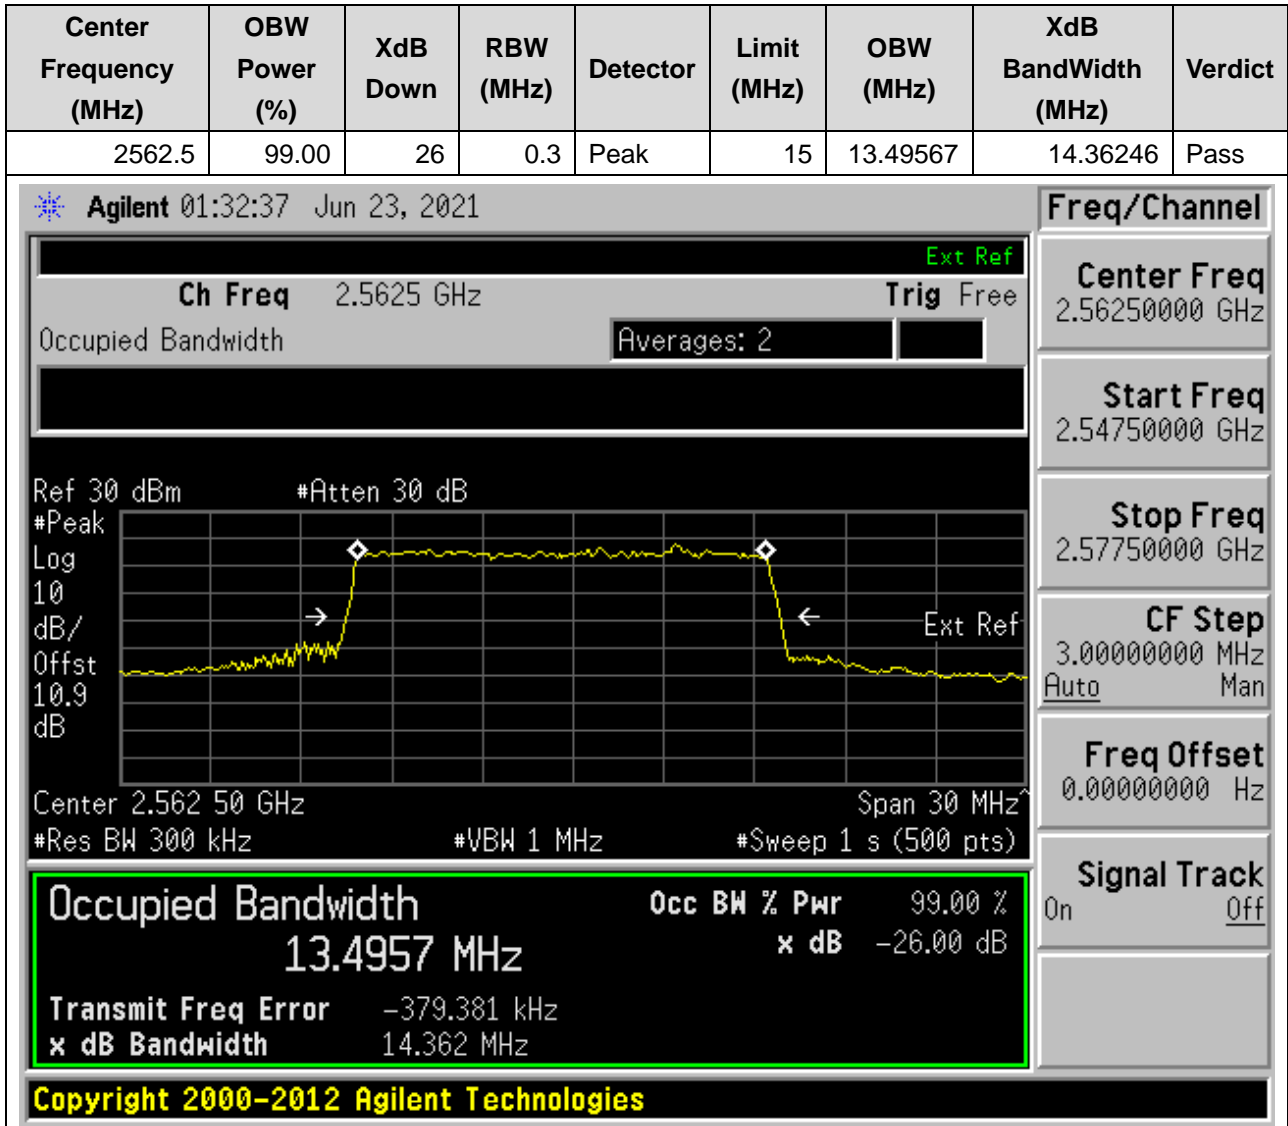 Center Frequency (MHz) OBW Power (%) XdB Down RBW (MHz) Detector Limit (MHz) OBW (MHz) XdB BandWidth (MHz) Verdict
2562.5 99.00 26 0.3 Peak 15 13.49567 14.36246 Pass
Agilent 01:32:37 Jun 23, 2021
Ext Ref
Ch Freq 2.5625 GHz Trig Free
Occupied Bandwidth Averages: 2
Ref 30 dBm #Atten 30 dB
#Peak
Log
10
dB/
Offst
10.9
dB
Ext Ref
Center 2.562 50 GHz Span 30 MHz^
#Res BW 300 kHz #VBW 1 MHz #Sweep 1 s (500 pts)
Occupied Bandwidth Occ BW % Pwr 99.00 %
13.4957 MHz x dB -26.00 dB
Transmit Freq Error -379.381 kHz
x dB Bandwidth 14.362 MHz
Copyright 2000-2012 Agilent Technologies
Freq/Channel
Center Freq
2.56250000 GHz
Start Freq
2.54750000 GHz
Stop Freq
2.57750000 GHz
CF Step
3.00000000 MHz
Auto Man
Freq Offset
0.00000000 Hz
Signal Track
On Off